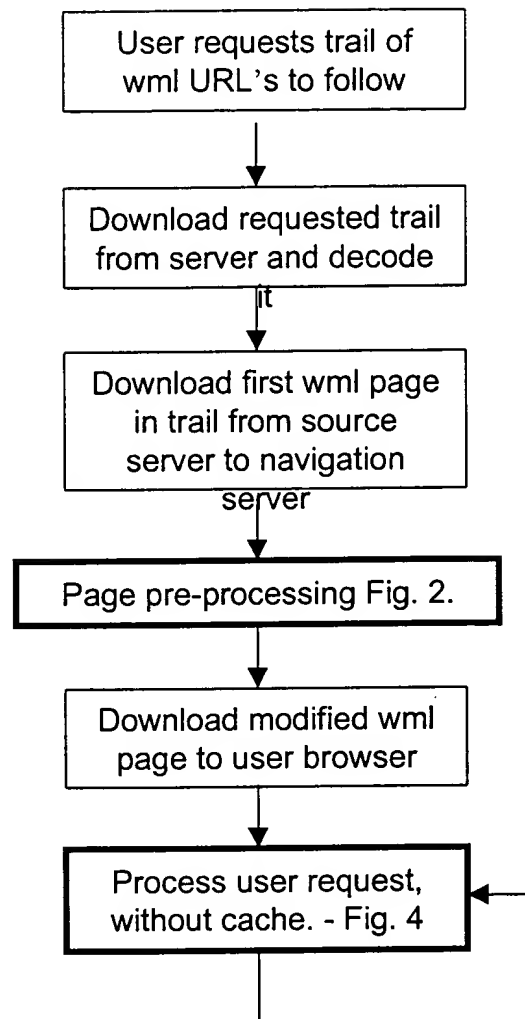 User requests trail of
wml URL's to follow
Download requested trail
from server and decode
it
Download first wml page
in trail from source
server to navigation
server
Page pre-processing Fig. 2.
Download modified wml
page to user browser
Process user request,
without cache. - Fig. 4